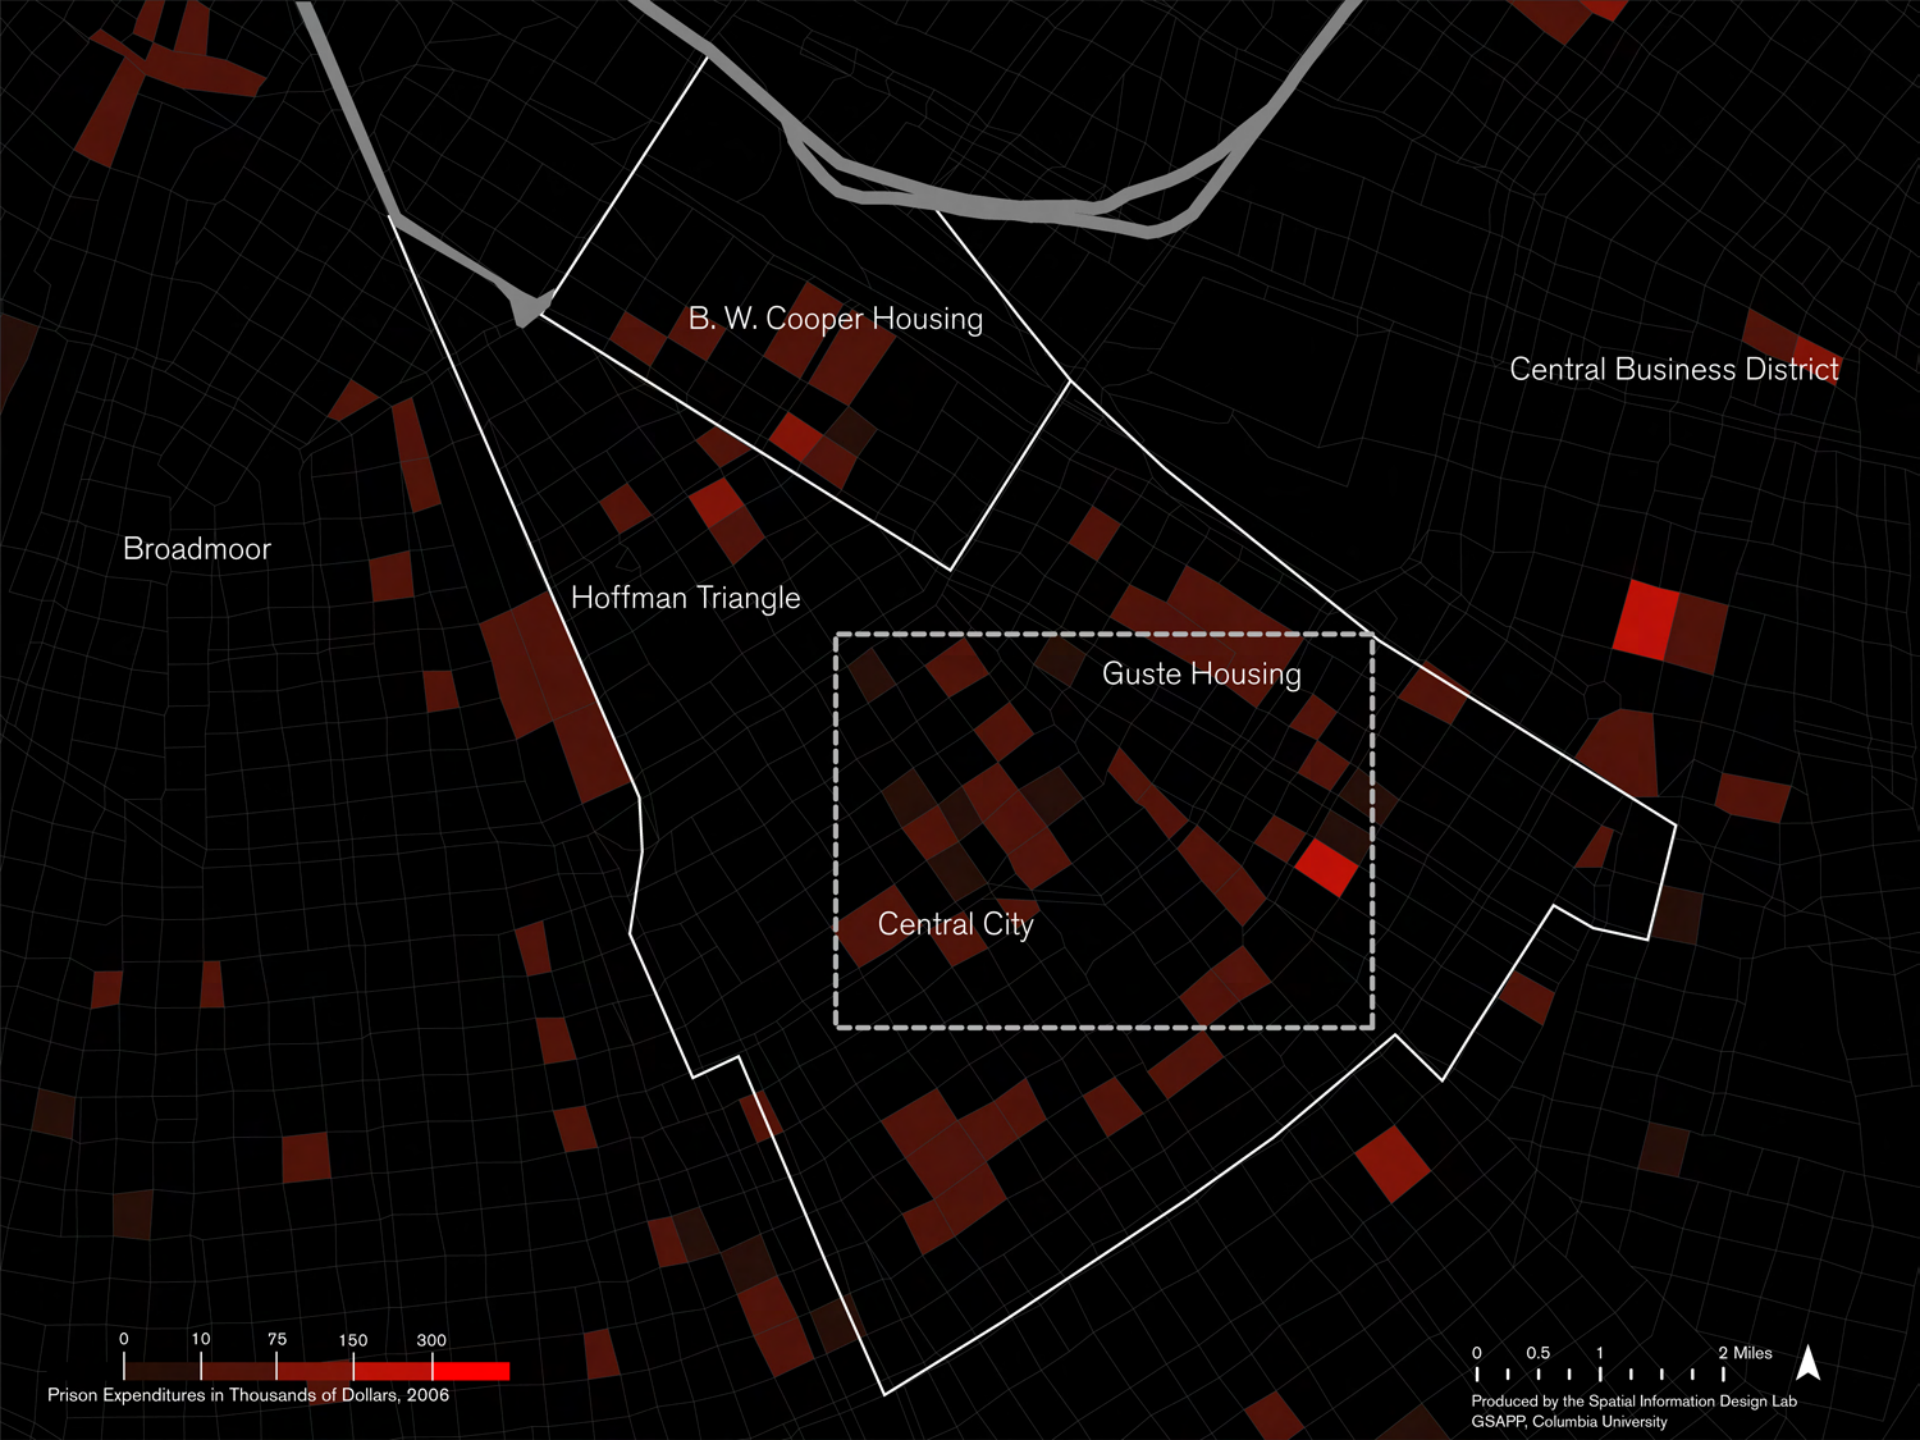 B. W. Cooper Housing
Central Business District
Broadmoor
Hoffman Triangle
Guste Housing
Central City
0 10 75 150 300
Prison Expenditures in Thousands of Dollars, 2006
0 0.5 1 2 Miles
Produced by the Spatial Information Design Lab
GSAPP, Columbia University